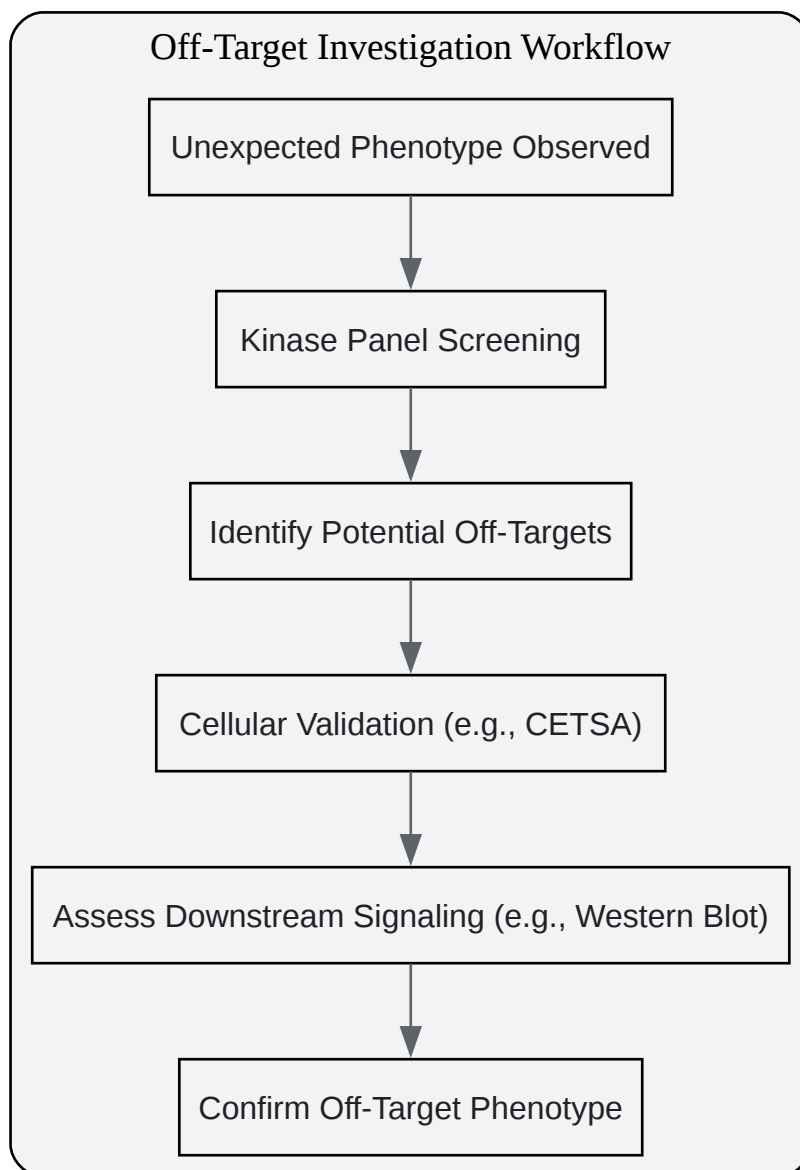 Off-Target Investigation Workflow
Unexpected Phenotype Observed
Kinase Panel Screening
Identify Potential Off-Targets
Cellular Validation (e.g., CETSA)
Assess Downstream Signaling (e.g., Western Blot)
Confirm Off-Target Phenotype